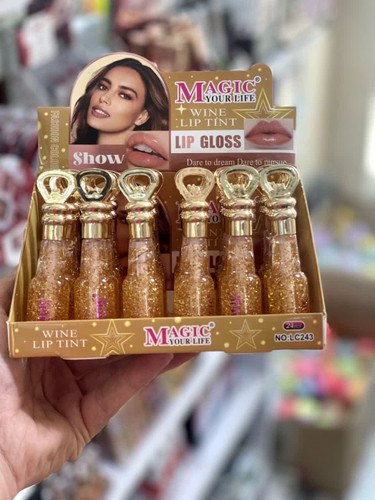 MAGIC®
YOUR LIFE
WINE
LIP TINT
LIP GLOSS
Show
Dare to dream Dare to pursue
WINE
LIP TINT
MAGIC®
YOUR LIFE
24PCS
NO:LC243